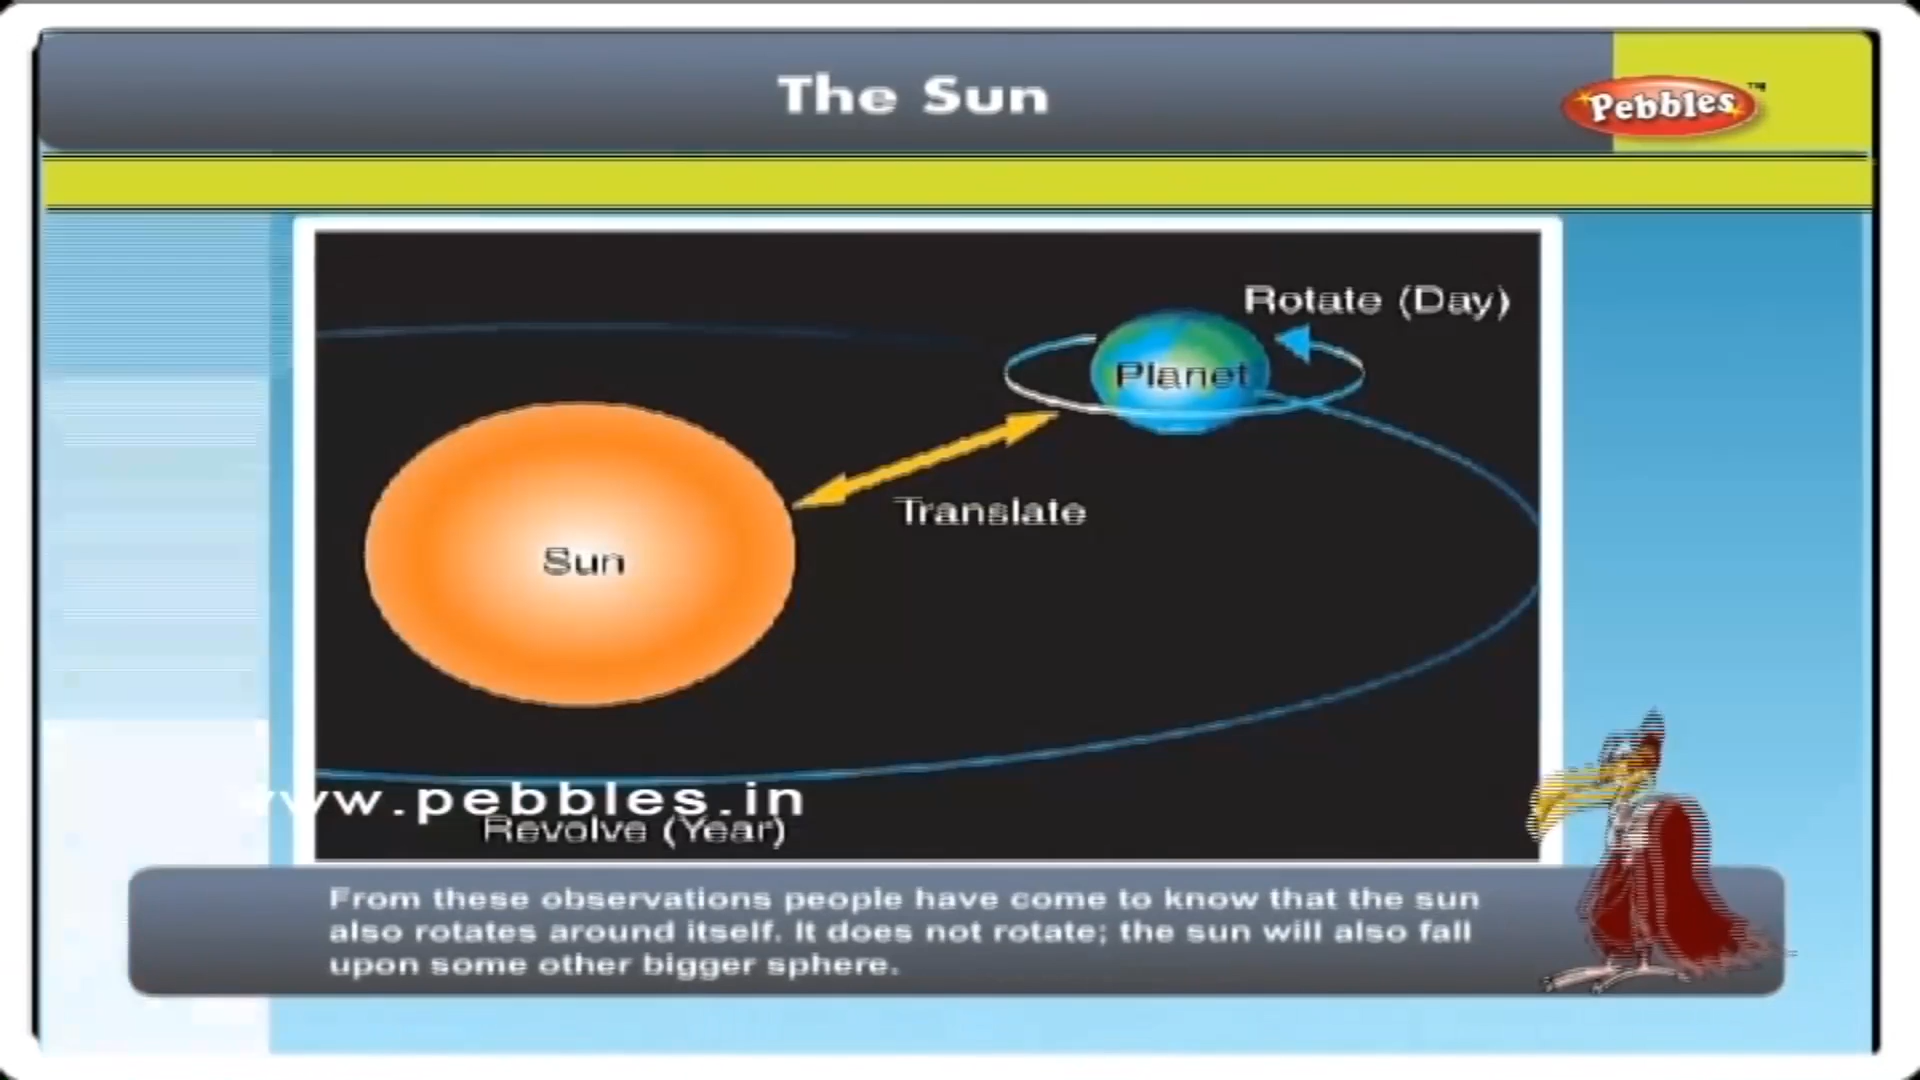 The Sun
Pebbles™
Rotate (Day)
Planet
Translate
Sun
www.pebbles.in
Revolve (Year)
From these observations people have come to know that the sun
also rotates around itself. It does not rotate; the sun will also fall
upon some other bigger sphere.